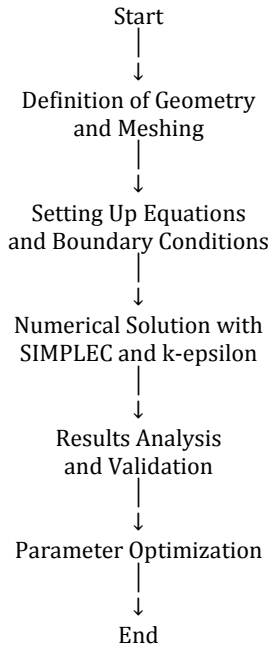 Start
Definition of Geometry
and Meshing
Setting Up Equations
and Boundary Conditions
Numerical Solution with
SIMPLEC and k-epsilon
Results Analysis
and Validation
Parameter Optimization
End